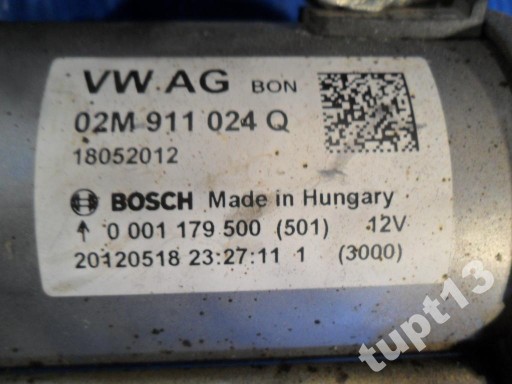 VW AG BON
02M 911 024 Q
18052012
BOSCH Made in Hungary
↑ 0 001 179 500 (501) 12V
20120518 23:27:11 1 (3000)
tupt13